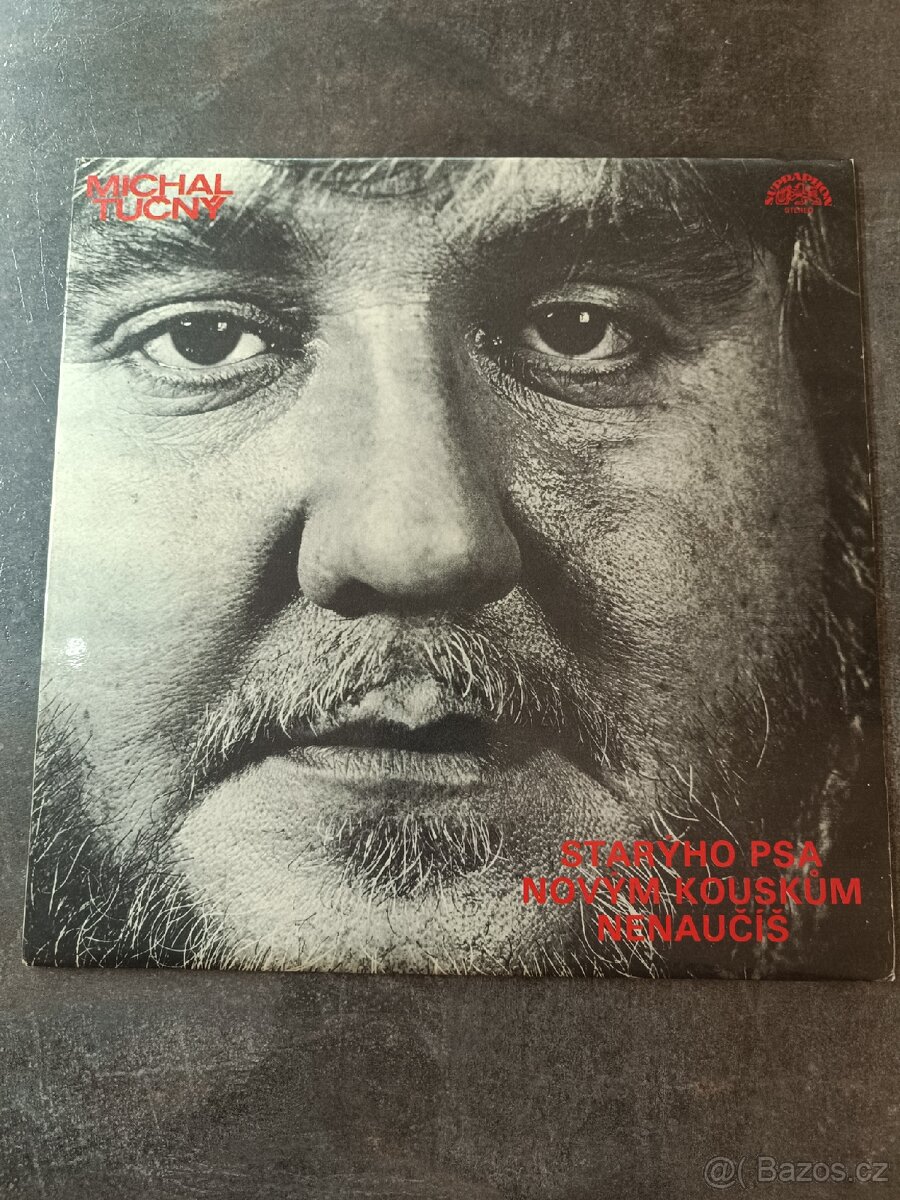 MICHAL
TUČNÝ
SUPRAPHON
STEREO
STARÝHO PSA
NOVÝM KOUSKŮM
NENAUČÍŠ
@( Bazos.cz